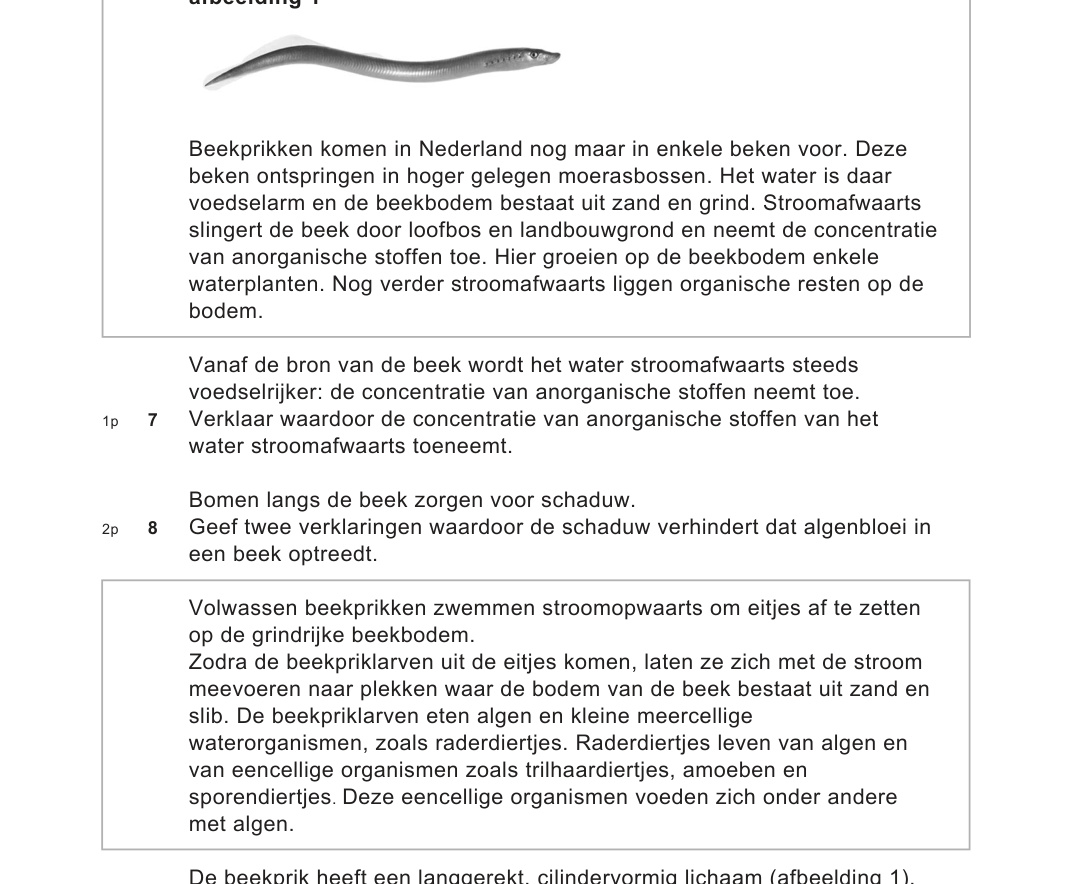 afbeelding 1
Beekprikken komen in Nederland nog maar in enkele beken voor. Deze
beken ontspringen in hoger gelegen moerasbossen. Het water is daar
voedselarm en de beekbodem bestaat uit zand en grind. Stroomafwaarts
slingert de beek door loofbos en landbouwgrond en neemt de concentratie
van anorganische stoffen toe. Hier groeien op de beekbodem enkele
waterplanten. Nog verder stroomafwaarts liggen organische resten op de
bodem.
Vanaf de bron van de beek wordt het water stroomafwaarts steeds
voedselrijker: de concentratie van anorganische stoffen neemt toe.
1p 7 Verklaar waardoor de concentratie van anorganische stoffen van het
water stroomafwaarts toeneemt.
Bomen langs de beek zorgen voor schaduw.
2p 8 Geef twee verklaringen waardoor de schaduw verhindert dat algenbloei in
een beek optreedt.
Volwassen beekprikken zwemmen stroomopwaarts om eitjes af te zetten
op de grindrijke beekbodem.
Zodra de beekpriklarven uit de eitjes komen, laten ze zich met de stroom
meevoeren naar plekken waar de bodem van de beek bestaat uit zand en
slib. De beekpriklarven eten algen en kleine meercellige
waterorganismen, zoals raderdiertjes. Raderdiertjes leven van algen en
van eencellige organismen zoals trilhaardiertjes, amoeben en
sporendiertjes. Deze eencellige organismen voeden zich onder andere
met algen.
De beekprik heeft een langgerekt, cilindervormig lichaam (afbeelding 1).